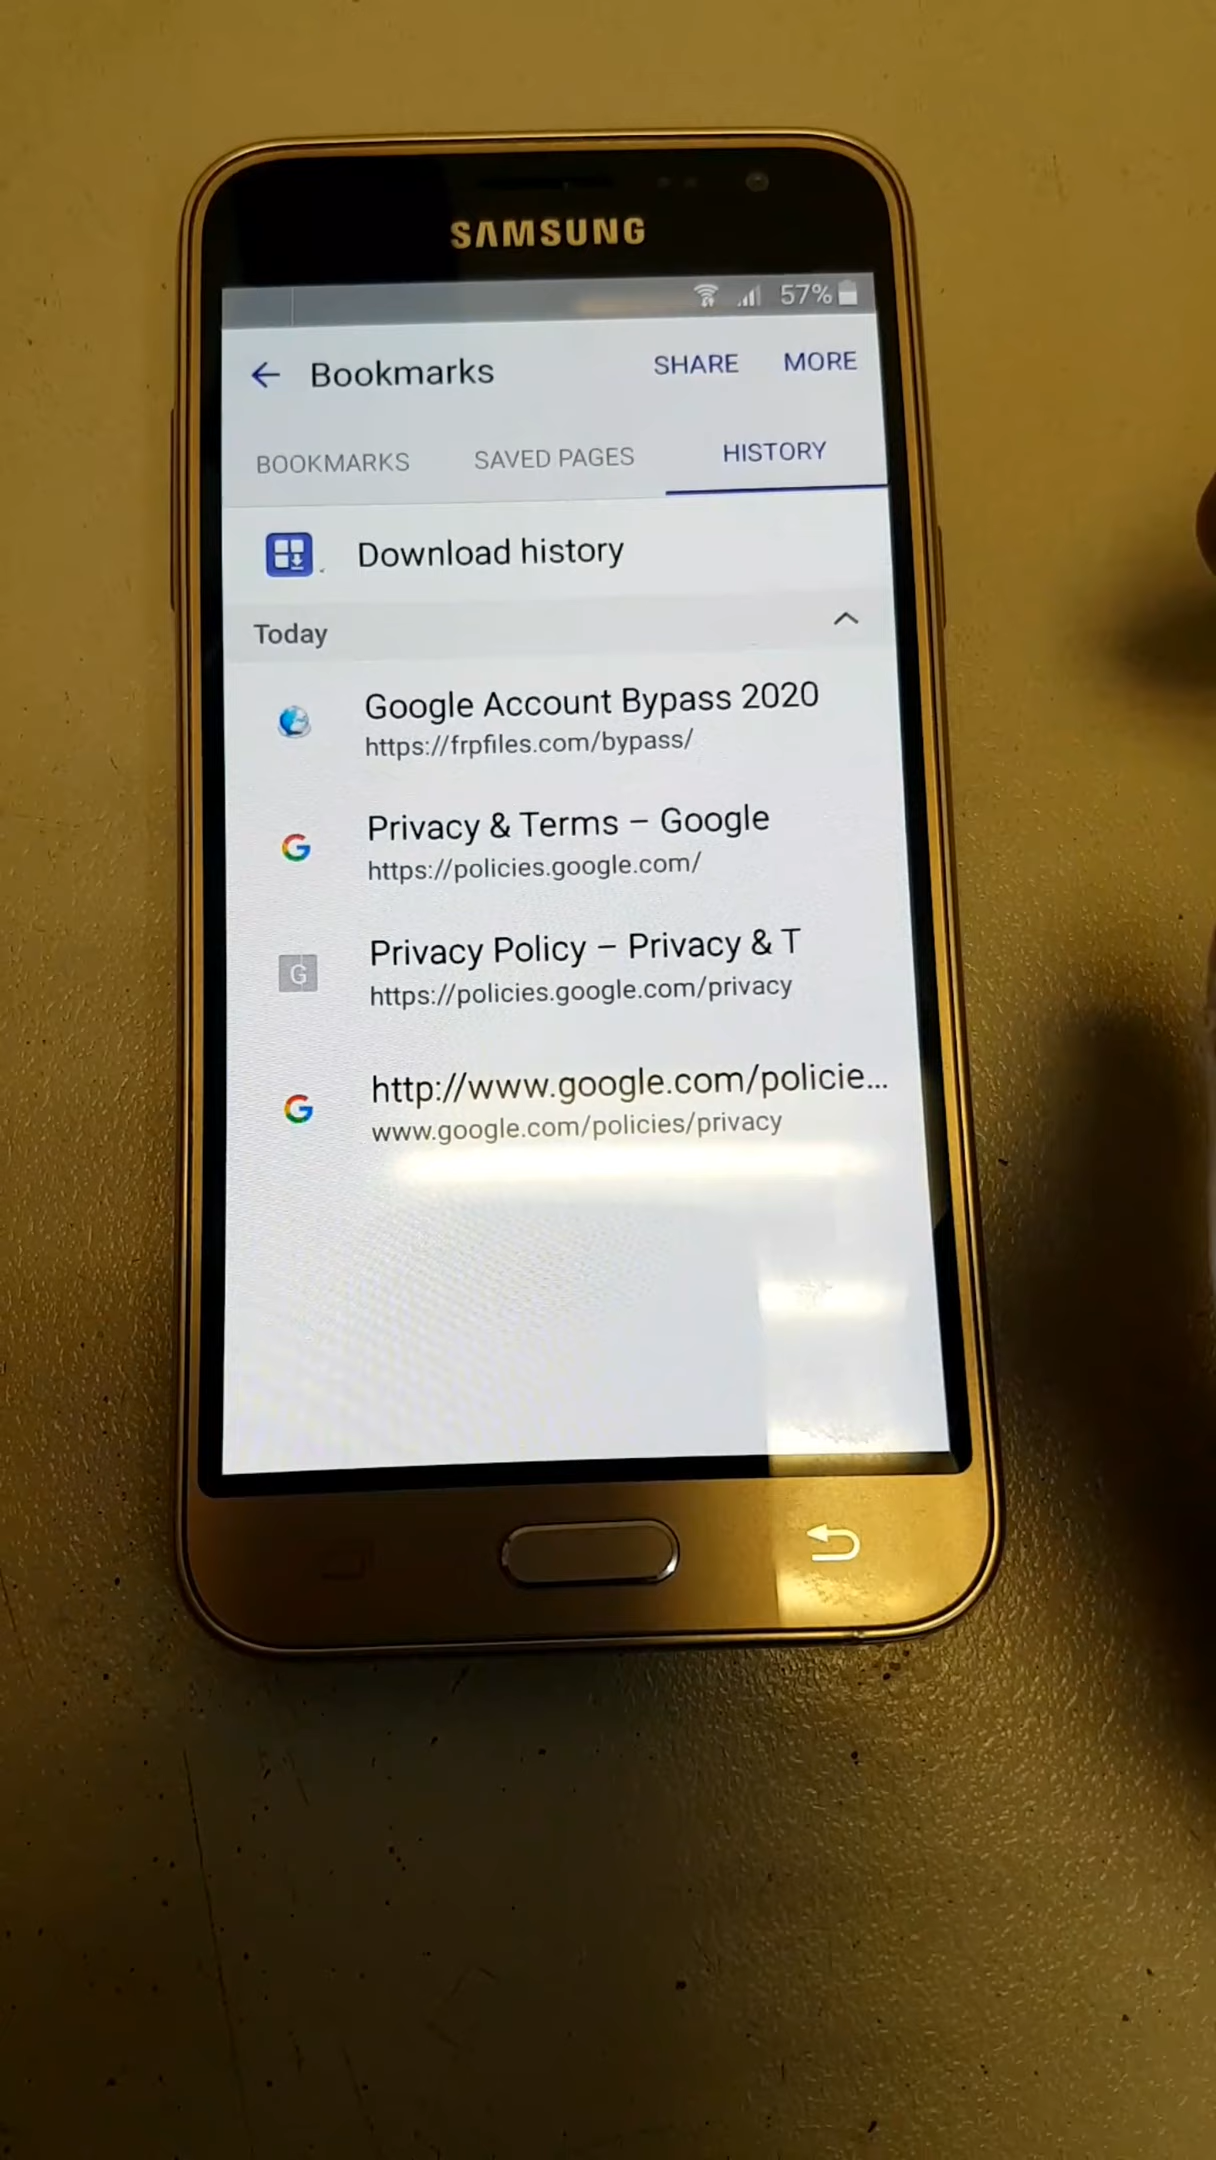 SAMSUNG
57%
Bookmarks SHARE MORE
BOOKMARKS SAVED PAGES HISTORY
Download history
Today
Google Account Bypass 2020
https://frpfiles.com/bypass/
G
Privacy & Terms – Google
https://policies.google.com/
G
Privacy Policy – Privacy & T
https://policies.google.com/privacy
G
http://www.google.com/policie...
www.google.com/policies/privacy